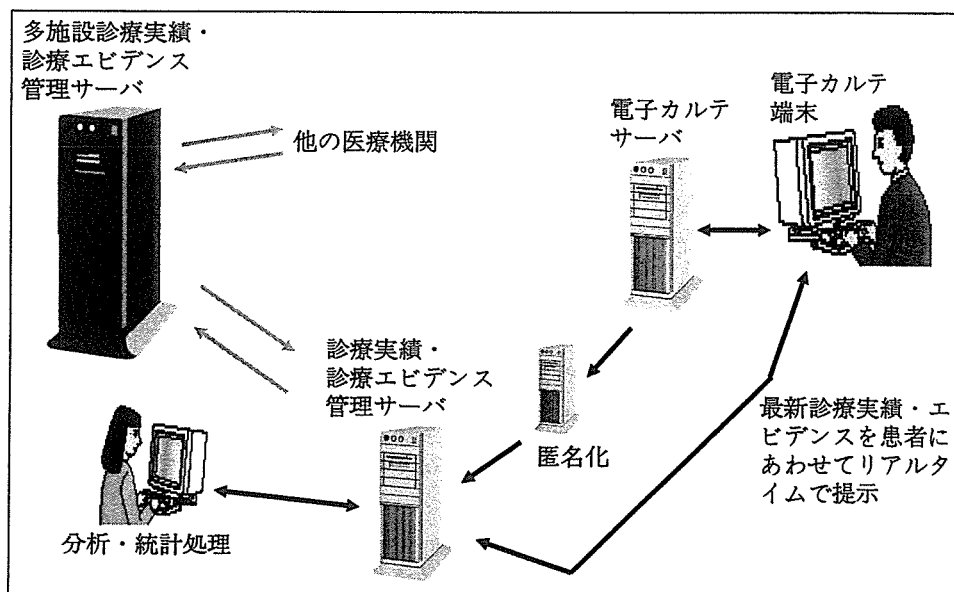 多施設診療実績・
診療エビデンス
管理サーバ
他の医療機関
電子カルテ
サーバ
電子カルテ
端末
診療実績・
診療エビデンス
管理サーバ
匿名化
最新診療実績・エ
ビデンスを患者に
あわせてリアルタ
イムで提示
分析・統計処理